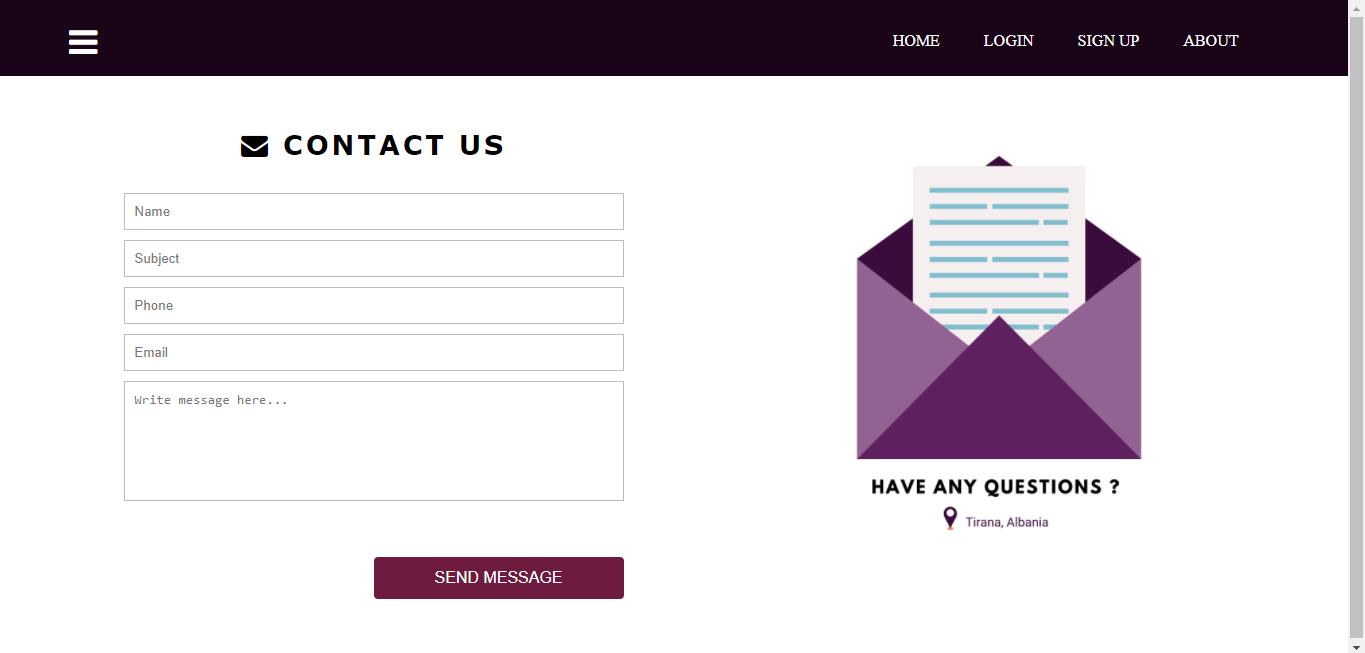 HOME LOGIN SIGN UP ABOUT
CONTACT US
Name
Subject
Phone
Email
Write message here...
SEND MESSAGE
HAVE ANY QUESTIONS ?
Tirana, Albania